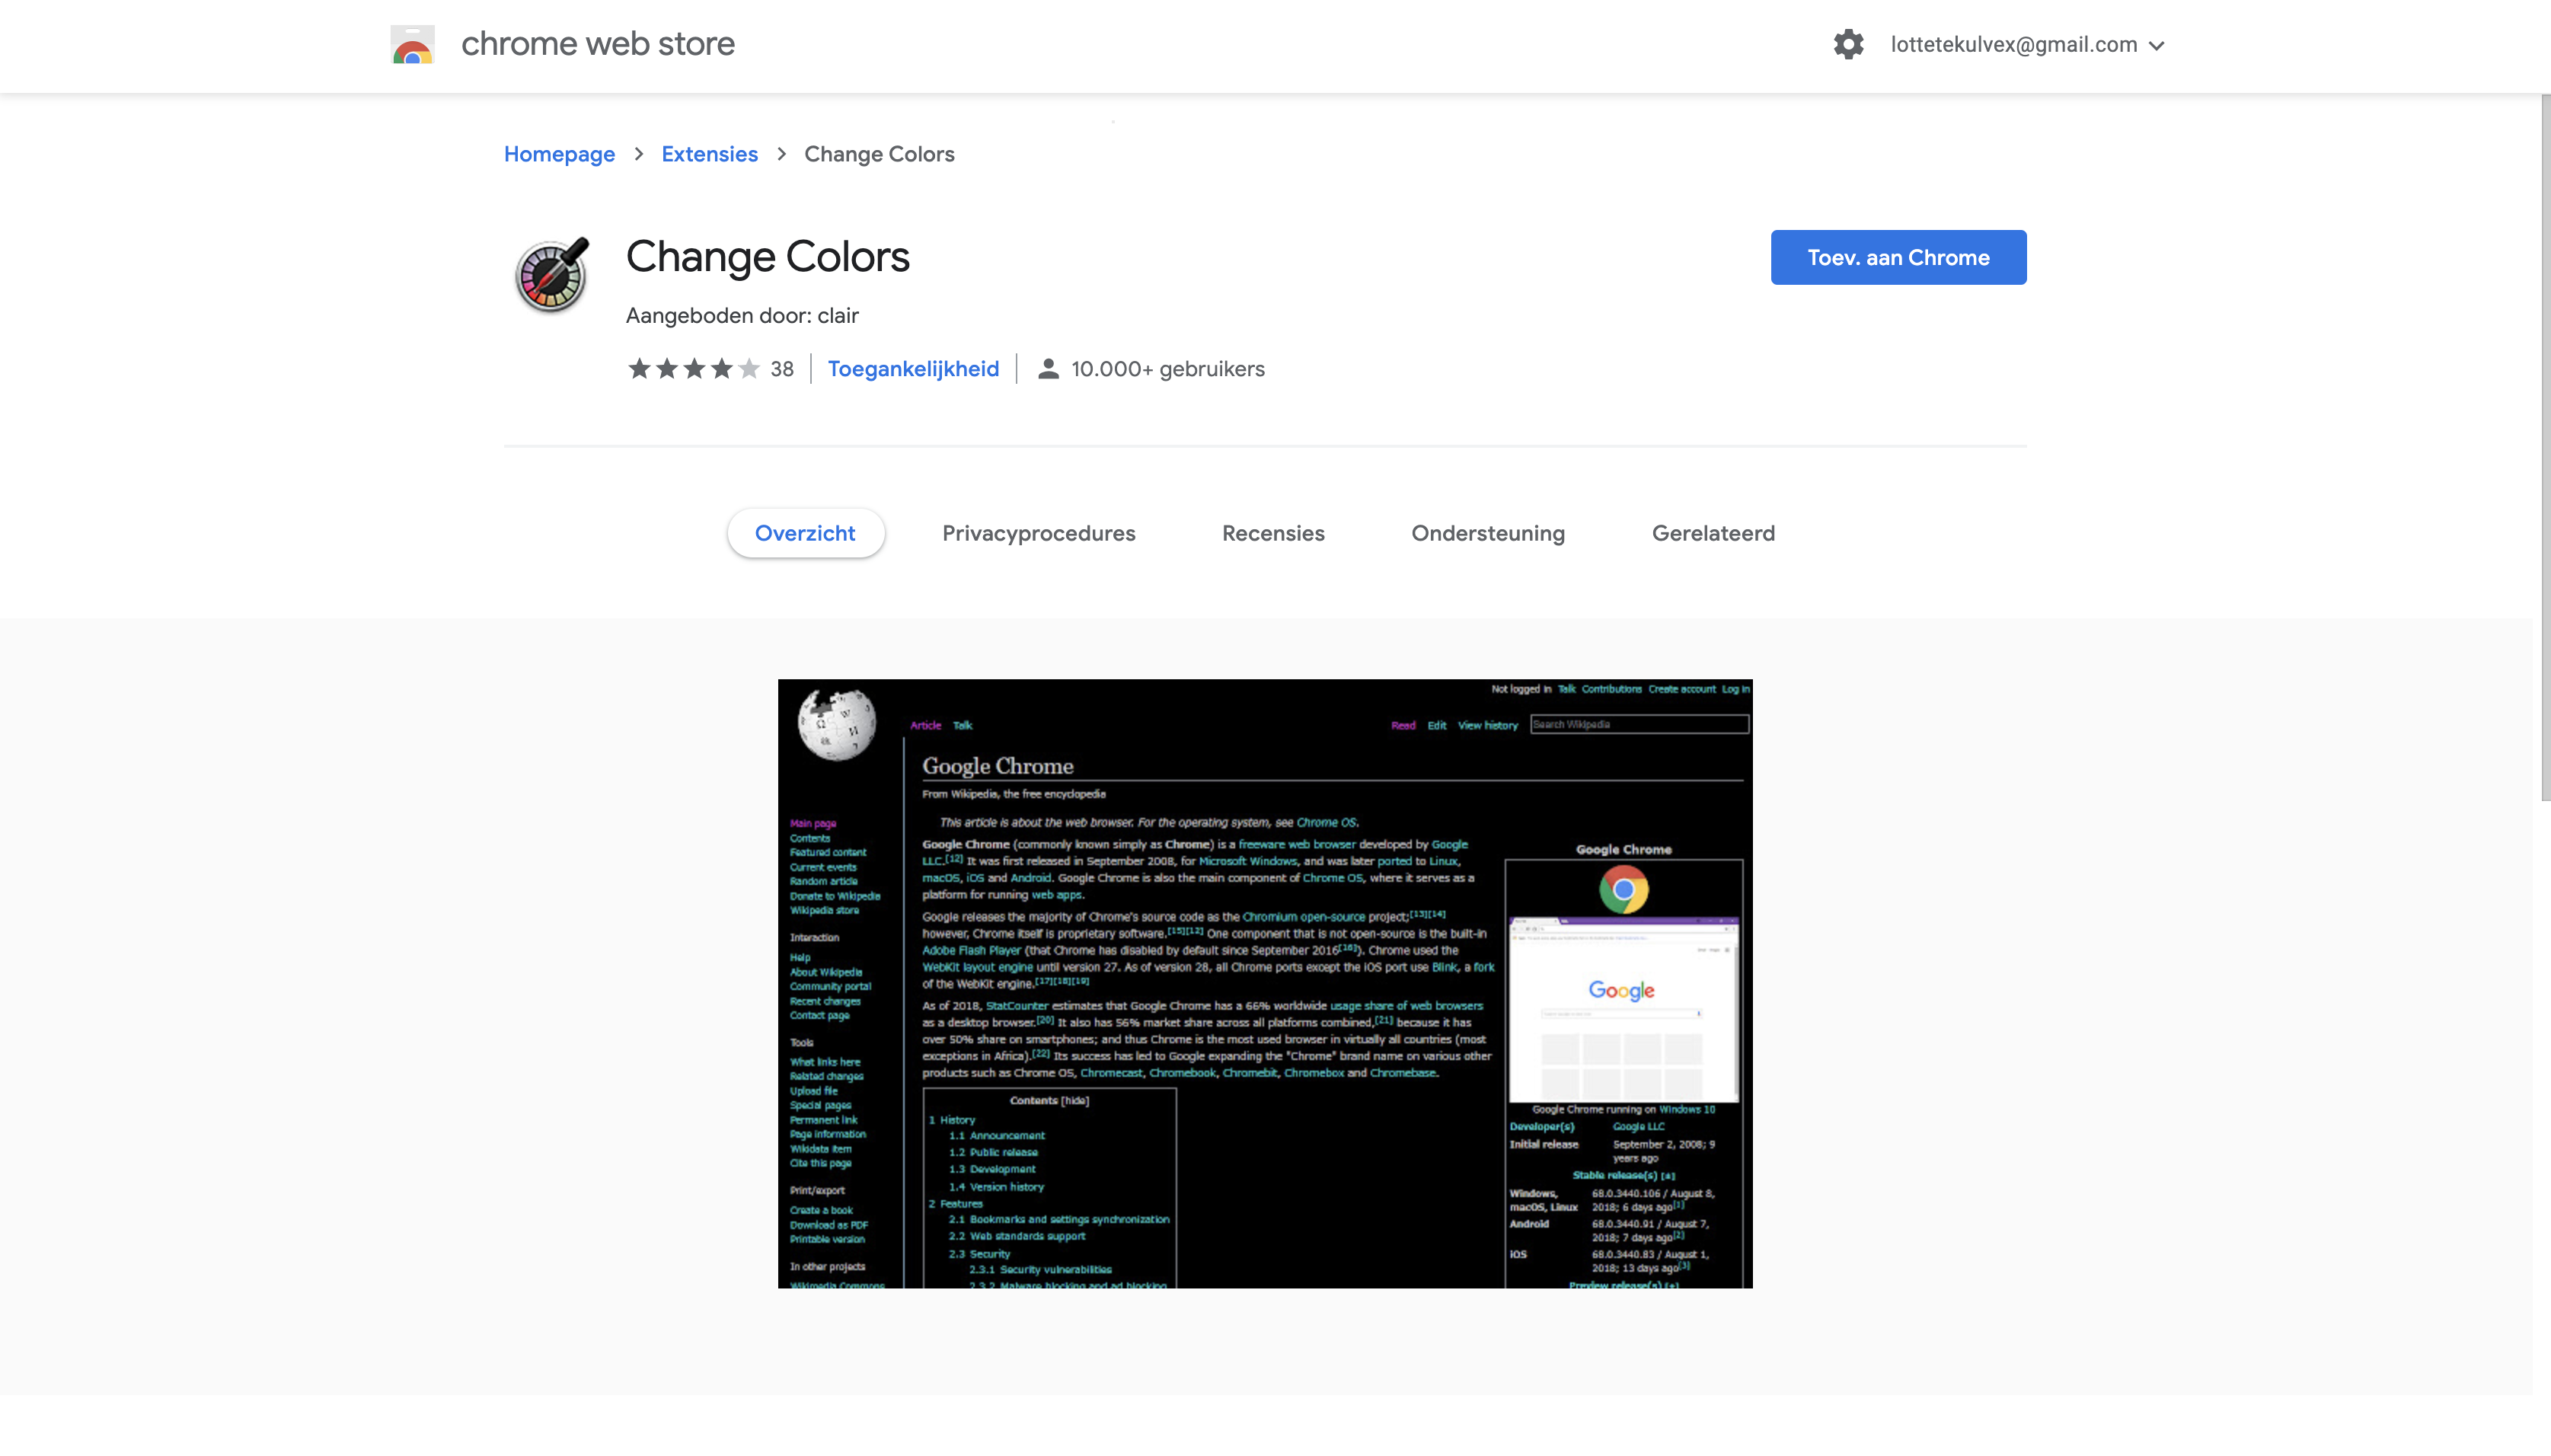 chrome web store
lottetekulvex@gmail.com
Homepage > Extensies > Change Colors
Change Colors
Toev. aan Chrome
Aangeboden door: clair
38 Toegankelijkheid 10.000+ gebruikers
Overzicht Privacyprocedures Recensies Ondersteuning Gerelateerd
Not logged in Talk Contributions Create account Log in
Article Talk Read Edit View history Search Wikipedia
Google Chrome
From Wikipedia, the free encyclopedia
This article is about the web browser. For the operating system, see Chrome OS.
Google Chrome (commonly known simply as Chrome) is a freeware web browser developed by Google
LLC.[12] It was first released in September 2008, for Microsoft Windows, and was later ported to Linux,
macOS, iOS and Android. Google Chrome is also the main component of Chrome OS, where it serves as a
platform for running web apps.
Google releases the majority of Chrome's source code as the Chromium open-source project;[13][14]
however, Chrome itself is proprietary software.[15][12] One component that is not open-source is the built-in
Adobe Flash Player (that Chrome has disabled by default since September 2016[16]). Chrome used the
WebKit layout engine until version 27. As of version 28, all Chrome ports except the iOS port use Blink, a fork
of the WebKit engine.[17][18][19]
As of 2018, StatCounter estimates that Google Chrome has a 66% worldwide usage share of web browsers
as a desktop browser.[20] It also has 56% market share across all platforms combined,[21] because it has
over 50% share on smartphones; and thus Chrome is the most used browser in virtually all countries (most
exceptions in Africa).[22] Its success has led to Google expanding the "Chrome" brand name on various other
products such as Chrome OS, Chromecast, Chromebook, Chromebit, Chromebox and Chromebase.
Contents [hide]
1 History
1.1 Announcement
1.2 Public release
1.3 Development
1.4 Version history
2 Features
2.1 Bookmarks and settings synchronization
2.2 Web standards support
2.3 Security
2.3.1 Security vulnerabilities
2.3.2 Malware blocking and ad blocking
Main page
Contents
Featured content
Current events
Random article
Donate to Wikipedia
Wikipedia store
Interaction
Help
About Wikipedia
Community portal
Recent changes
Contact page
Tools
What links here
Related changes
Upload file
Special pages
Permanent link
Page information
Wikidata item
Cite this page
Print/export
Create a book
Download as PDF
Printable version
In other projects
Wikimedia Commons
Google Chrome
Google
Google Chrome running on Windows 10
Developer(s) Google LLC
Initial release September 2, 2008; 9
years ago
Stable release(s) [±]
Windows, 68.0.3440.106 / August 8,
macOS, Linux 2018; 6 days ago[1]
Android 68.0.3440.91 / August 7,
2018; 7 days ago[2]
iOS 68.0.3440.83 / August 1,
2018; 13 days ago[3]
Preview release(s) [±]